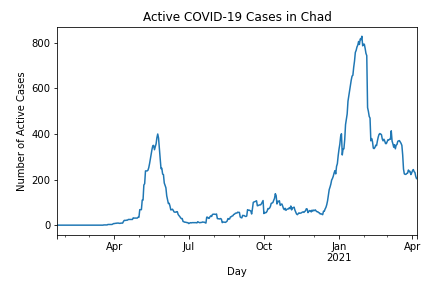 Active COVID-19 Cases in Chad
Number of Active Cases
800
600
400
200
0
Apr
Jul
Oct
Jan
2021
Apr
Day